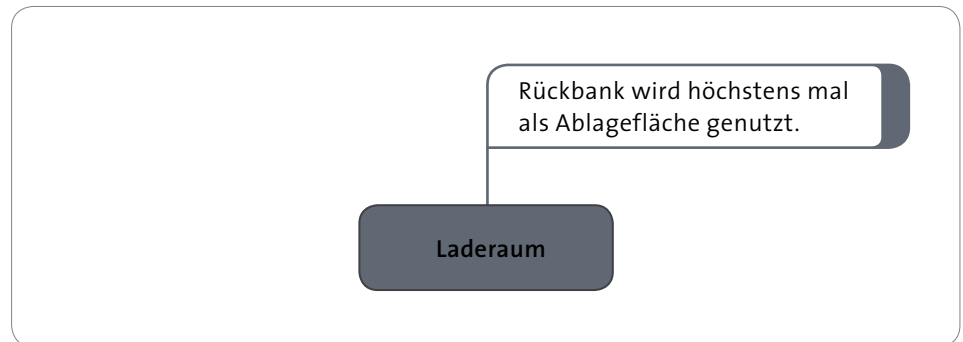 Rückbank wird höchstens mal
als Ablagefläche genutzt.
Laderaum